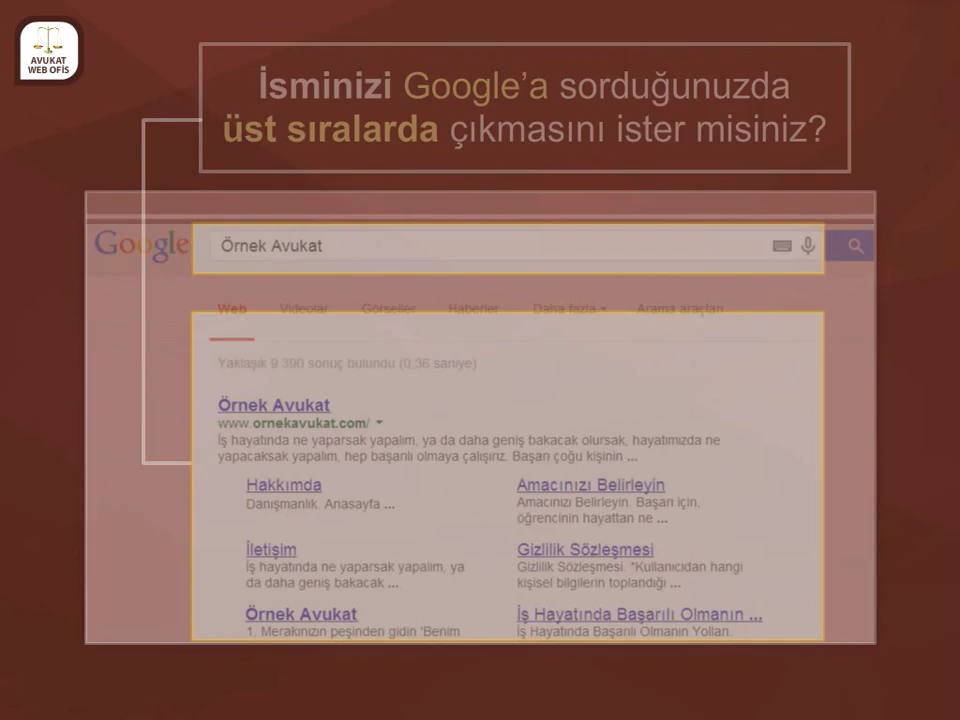 AVUKAT
WEB OFİS
İsminizi Google'a sorduğunuzda
üst sıralarda çıkmasını ister misiniz?
Google
Örnek Avukat
Web Videolar Görseller Haberler Daha fazla Arama araçları
Yaklaşık 9.390 sonuç bulundu (0,36 saniye)
Örnek Avukat
www.ornekavukat.com/
İş hayatında ne yaparsak yapalım, ya da daha geniş bakacak olursak, hayatımızda ne
yapacaksak yapalım, hep başarılı olmaya çalışırız. Başarı çoğu kişinin ...
Hakkımda
Danışmanlık. Anasayfa ...
Amacınızı Belirleyin
Amacınızı Belirleyin. Başarı için,
öğrencinin hayattan ne ...
İletişim
İş hayatında ne yaparsak yapalım, ya
da daha geniş bakacak ...
Gizlilik Sözleşmesi
Gizlilik Sözleşmesi. "Kullanıcıdan hangi
kişisel bilgilerin toplandığı ...
Örnek Avukat
1. Merakınızın peşinden gidin 'Benim
İş Hayatında Başarılı Olmanın ...
İş Hayatında Başarılı Olmanın Yolları.